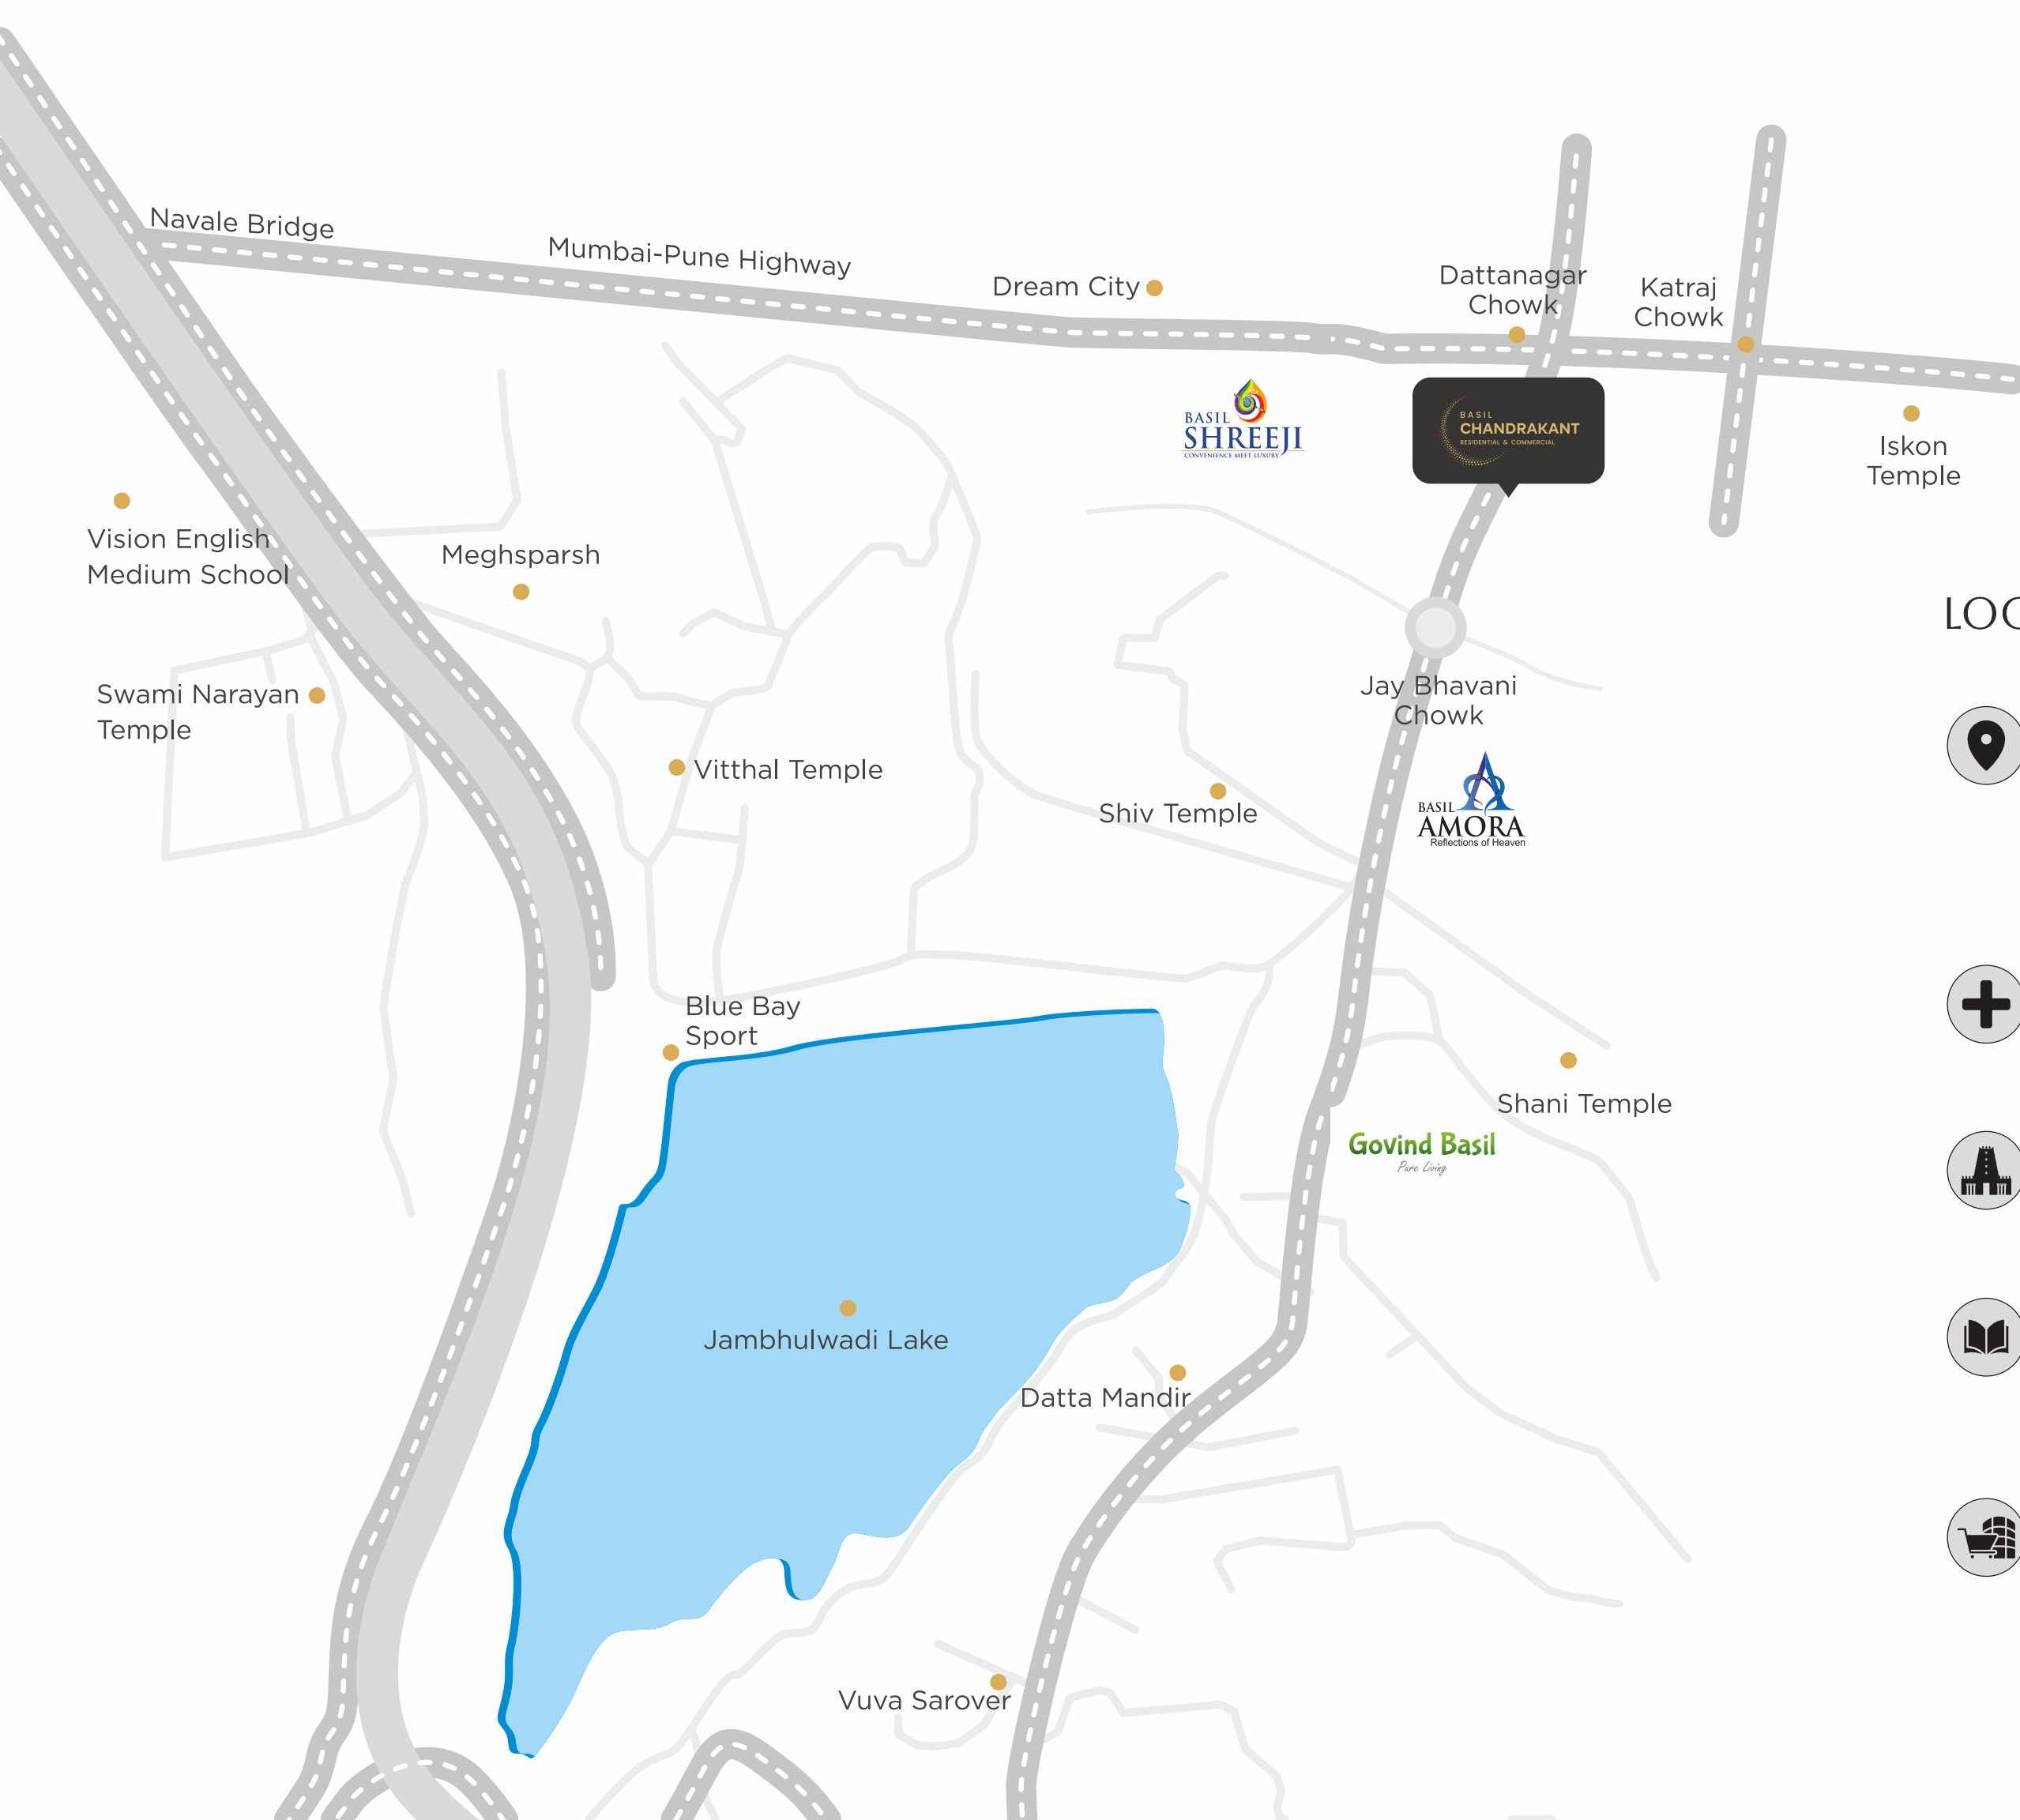 Navale Bridge
Mumbai-Pune Highway
Dream City
Dattanagar
Chowk
Katraj
Chowk
BASIL
SHREEJI
CONVENIENCE MEET LUXURY
BASIL
CHANDRAKANT
RESIDENTIAL & COMMERCIAL
Iskon
Temple
Vision English
Medium School
Meghsparsh
LOC
Swami Narayan
Temple
Jay Bhavani
Chowk
Vitthal Temple
Shiv Temple
BASIL
AMORA
Reflections of Heaven
Blue Bay
Sport
Shani Temple
Govind Basil
Pure Living
Jambhulwadi Lake
Datta Mandir
Vuva Sarover